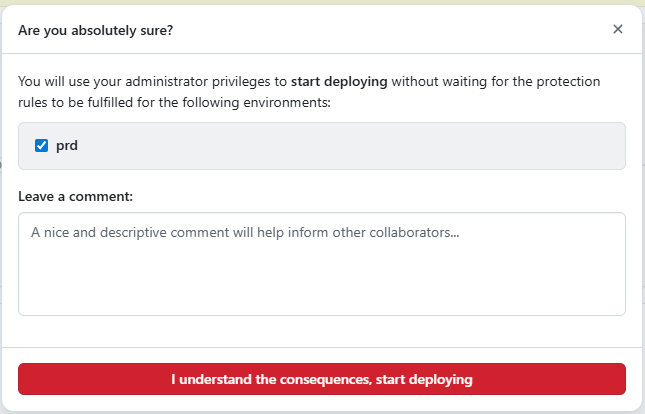 Are you absolutely sure?
You will use your administrator privileges to start deploying without waiting for the protection
rules to be fulfilled for the following environments:
prd
Leave a comment:
A nice and descriptive comment will help inform other collaborators...
I understand the consequences, start deploying